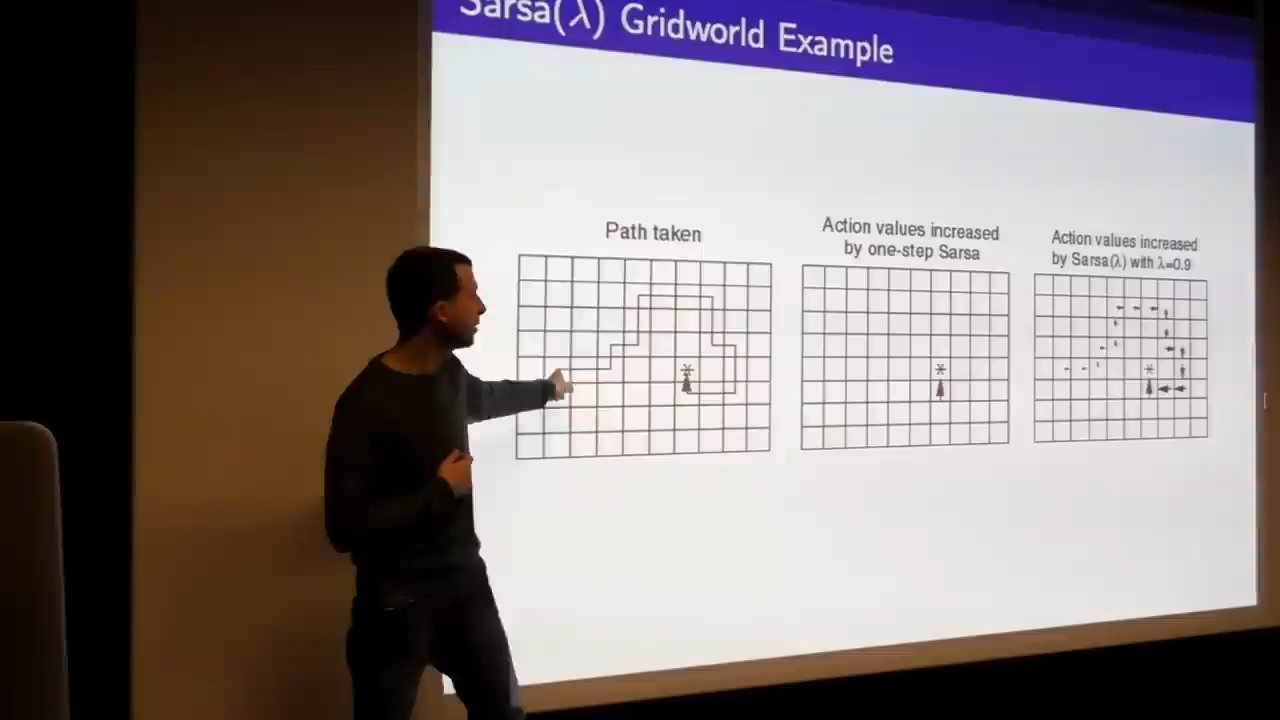 Sarsa(λ) Gridworld Example
Path taken
Action values increased
by one-step Sarsa
Action values increased
by Sarsa(λ) with λ=0.9
*
*
*